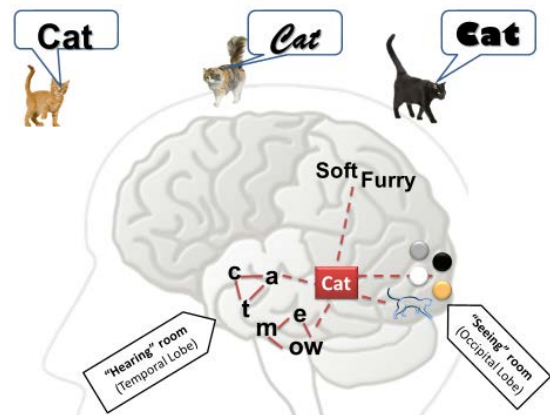 Cat
Cat
Cat
Soft
Furry
c a
t
Cat
m e
ow
"Hearing" room
(Temporal Lobe)
"Seeing" room
(Occipital Lobe)